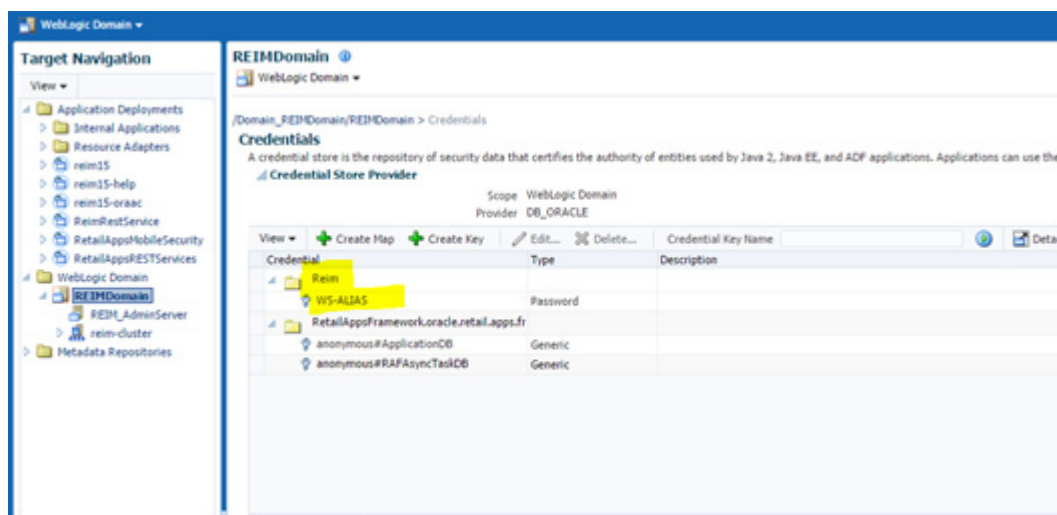 WebLogic Domain
Target Navigation
View
Application Deployments
Internal Applications
Resource Adapters
reim15
reim15-help
reim15-oraac
ReimRestService
RetailAppsMobileSecurity
RetailAppsRESTServices
WebLogic Domain
REIMDomain
REIM_AdminServer
reim-cluster
Metadata Repositories
REIMDomain
WebLogic Domain
/Domain_REIMDomain/REIMDomain > Credentials
Credentials
A credential store is the repository of security data that certifies the authority of entities used by Java 2, Java EE, and ADF applications. Applications can use the
Credential Store Provider
Scope WebLogic Domain
Provider DB_ORACLE
View Create Map Create Key Edit... Delete... Credential Key Name Deta
Credential Type Description
Reim
WS-ALIAS Password
RetailAppsFramework.oracle.retail.apps.fr
anonymous#ApplicationDB Generic
anonymous#RAFAsyncTaskDB Generic